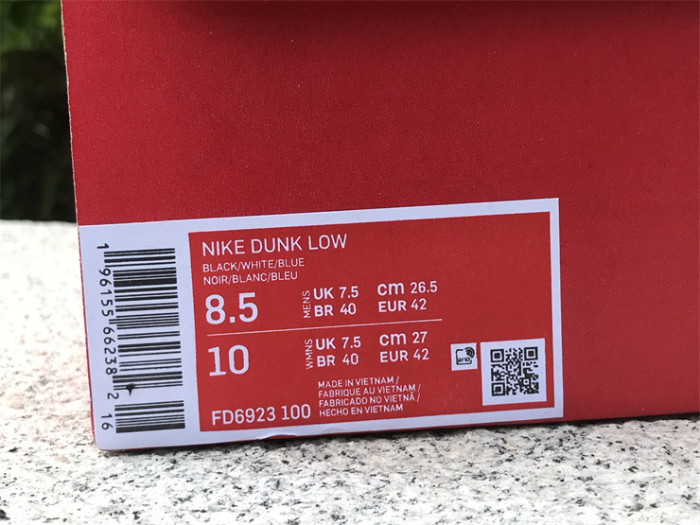 NIKE DUNK LOW
BLACK/WHITE/BLUE
NOIR/BLANC/BLEU
8.5 MENS UK 7.5 cm 26.5
BR 40 EUR 42
10 WMNS UK 7.5 cm 27
BR 40 EUR 42
MADE IN VIETNAM /
FABRIQUE AU VIETNAM /
FABRICADO NO VIETNÃ /
HECHO EN VIETNAM
FD6923 100
1 96155 66238 2 16